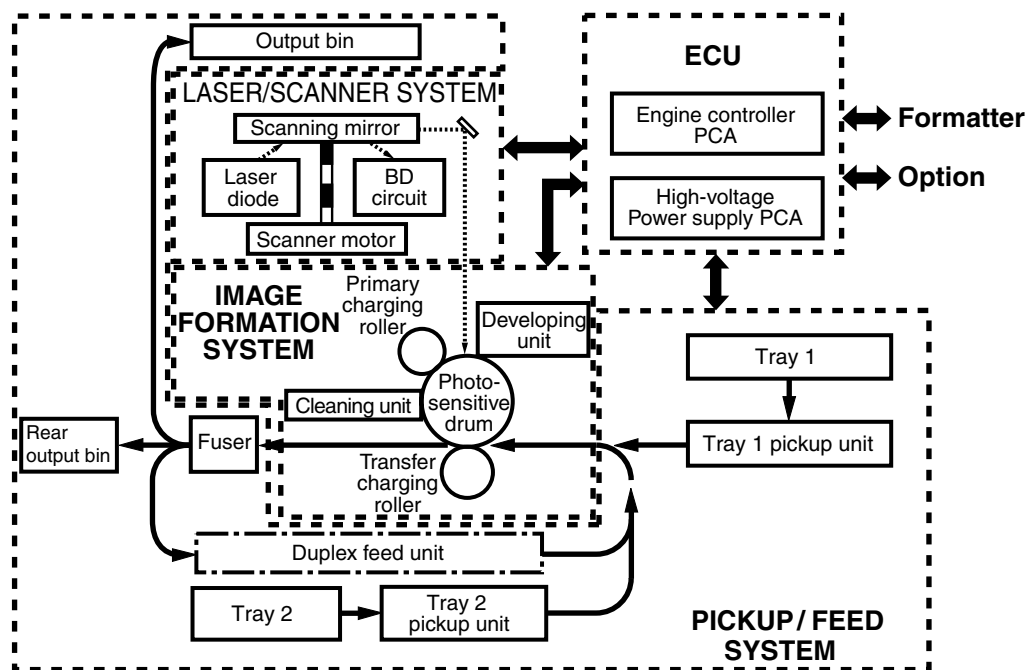 Output bin
LASER/SCANNER SYSTEM
Scanning mirror
Laser
diode
BD
circuit
Scanner motor
ECU
Engine controller
PCA
High-voltage
Power supply PCA
Formatter
Option
IMAGE
FORMATION
SYSTEM
Primary
charging
roller
Developing
unit
Photo-
sensitive
drum
Cleaning unit
Transfer
charging
roller
Fuser
Rear
output bin
Tray 1
Tray 1 pickup unit
Duplex feed unit
Tray 2
Tray 2
pickup unit
PICKUP / FEED
SYSTEM